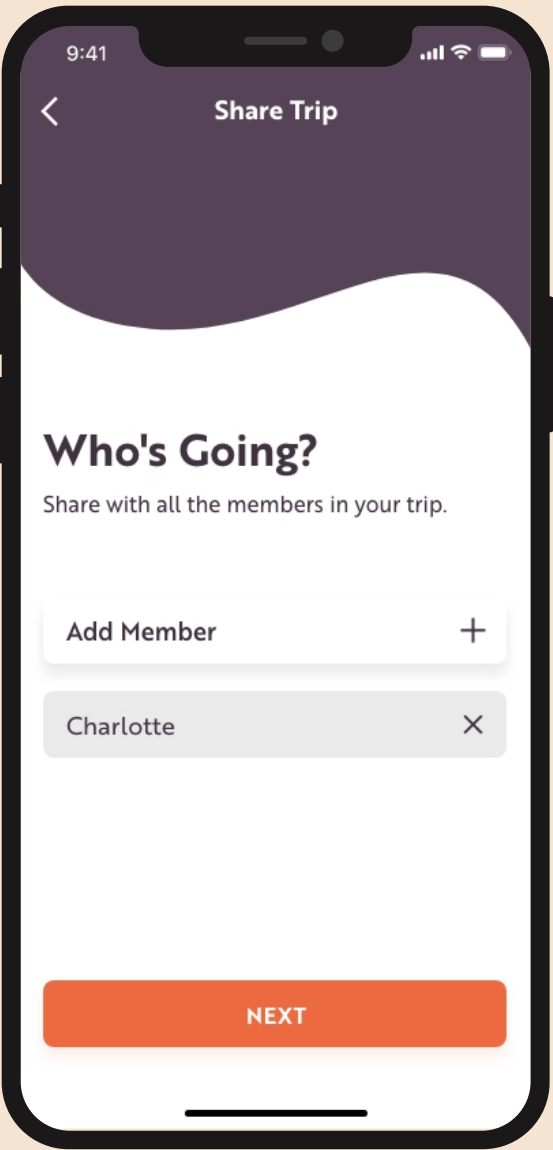 9:41
Share Trip
Who's Going?
Share with all the members in your trip.
Add Member
Charlotte
NEXT